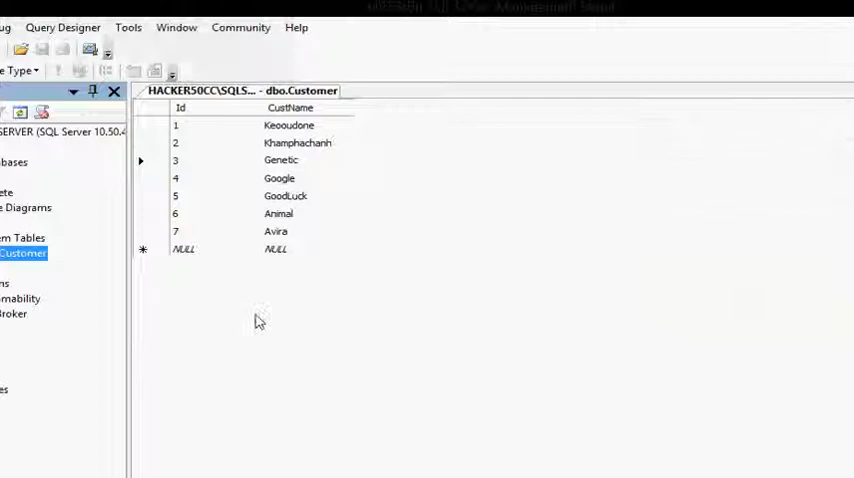 ug Query Designer Tools Window Community Help
e Type
HACKER50CC\SQLS... - dbo.Customer
Id CustName
1 Keooudone
2 Khamphachanh
3 Genetic
4 Google
5 GoodLuck
6 Animal
7 Avira
NULL NULL
SERVER (SQL Server 10.50.4
bases
ete
e Diagrams
em Tables
Customer
ns
mability
Broker
es